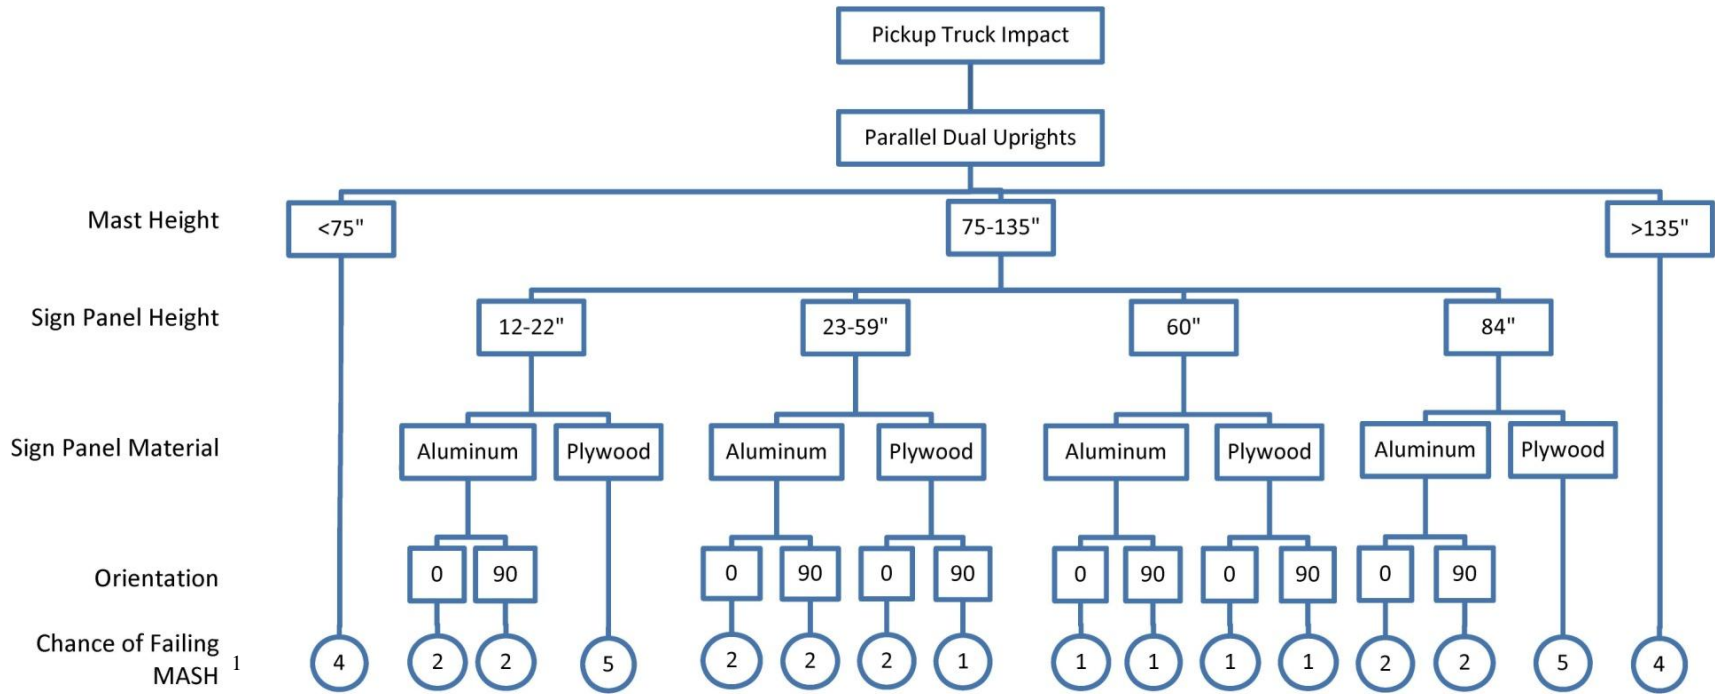 Pickup Truck Impact
Parallel Dual Uprights
Mast Height <75" 75-135" >135"
Sign Panel Height 12-22" 23-59" 60" 84"
Sign Panel Material Aluminum Plywood Aluminum Plywood Aluminum Plywood Aluminum Plywood
Orientation 0 90 0 90 0 90 0 90 0 90 0 90
Chance of Failing
MASH 1 4 2 2 5 2 2 2 1 1 1 1 1 2 2 5 4